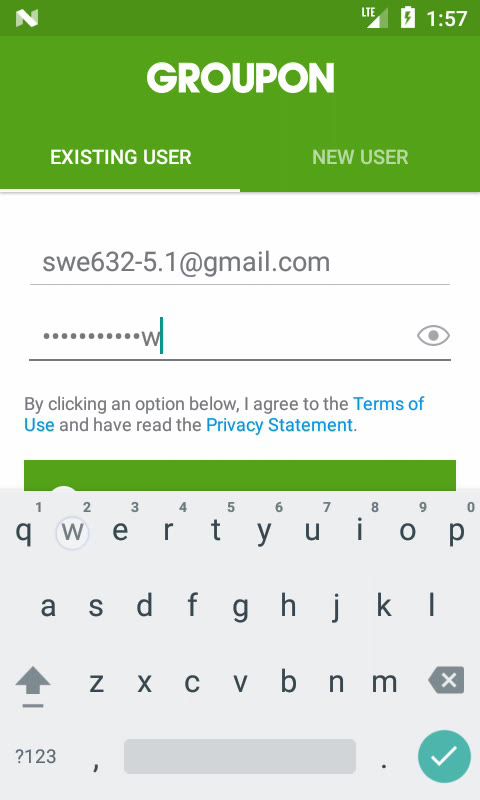 LTE 1:57
GROUPON
EXISTING USER NEW USER
swe632-5.1@gmail.com
•••••••••••w
By clicking an option below, I agree to the Terms of
Use and have read the Privacy Statement.
1 2 3 4 5 6 7 8 9 0
q w e r t y u i o p
a s d f g h j k l
z x c v b n m
?123 , .